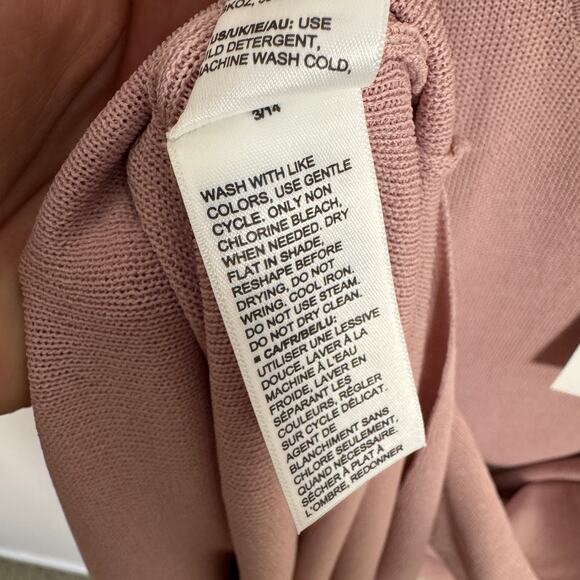 US/UK/IE/AU: USE
MILD DETERGENT,
MACHINE WASH COLD,
3/14
WASH WITH LIKE
COLORS, USE GENTLE
CYCLE. ONLY NON
CHLORINE BLEACH,
WHEN NEEDED. DRY
FLAT IN SHADE,
RESHAPE BEFORE
DRYING, DO NOT
WRING. COOL IRON.
DO NOT USE STEAM.
DO NOT DRY CLEAN.
■ CA/FR/BE/LU:
UTILISER UNE LESSIVE
DOUCE, LAVER À LA
MACHINE À L'EAU
FROIDE, LAVER EN
SÉPARANT LES
COULEURS, RÉGLER
SUR CYCLE DÉLICAT.
AGENT DE
BLANCHIMENT SANS
CHLORE SEULEMENT,
QUAND NÉCESSAIRE.
SÉCHER À PLAT À
L'OMBRE, REDONNER